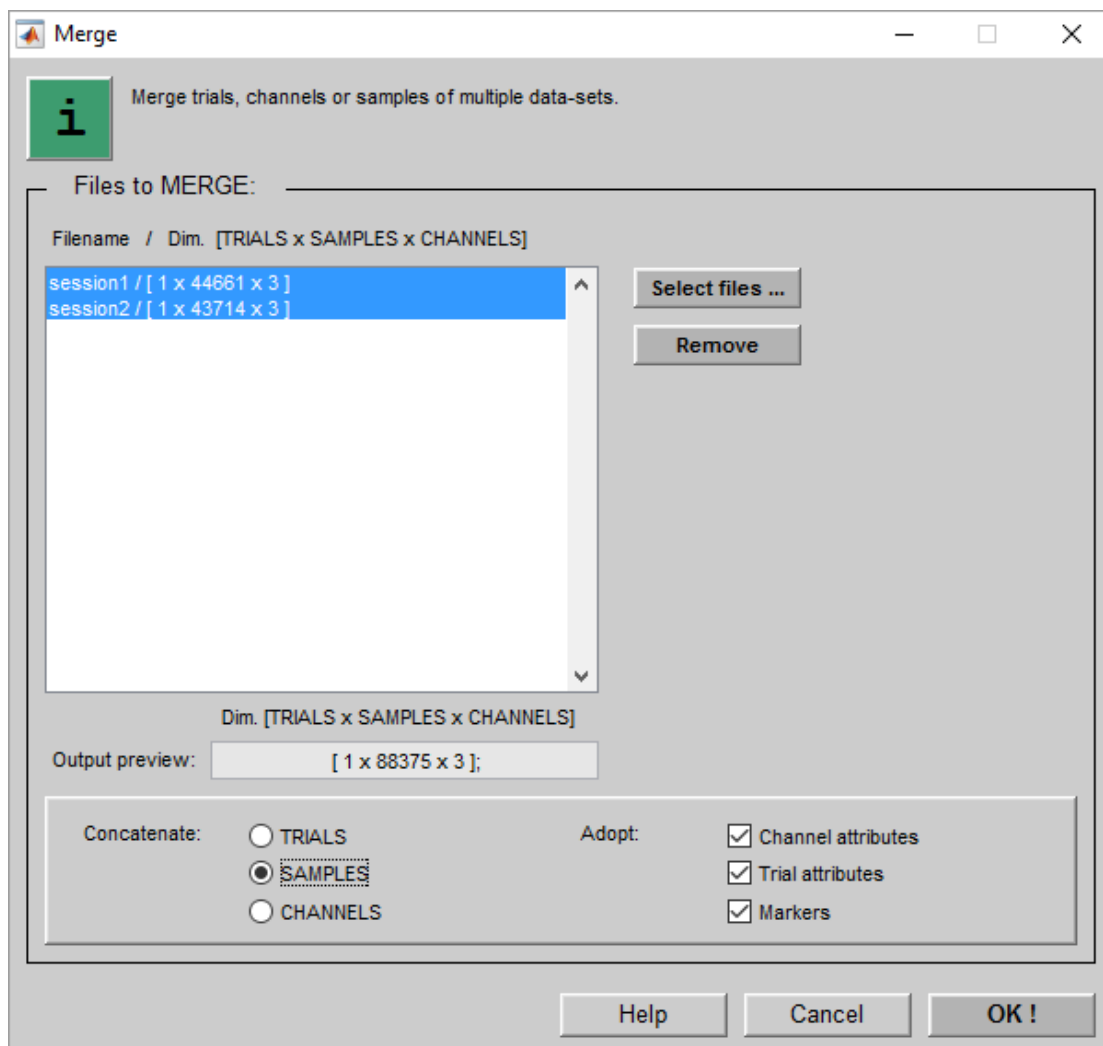 Merge
i
Merge trials, channels or samples of multiple data-sets.
Files to MERGE:
Filename / Dim. [TRIALS x SAMPLES x CHANNELS]
session1 / [ 1 x 44661 x 3 ]
session2 / [ 1 x 43714 x 3 ]
Select files ...
Remove
Dim. [TRIALS x SAMPLES x CHANNELS]
Output preview: [ 1 x 88375 x 3 ];
Concatenate:
TRIALS
SAMPLES
CHANNELS
Adopt:
Channel attributes
Trial attributes
Markers
Help
Cancel
OK !